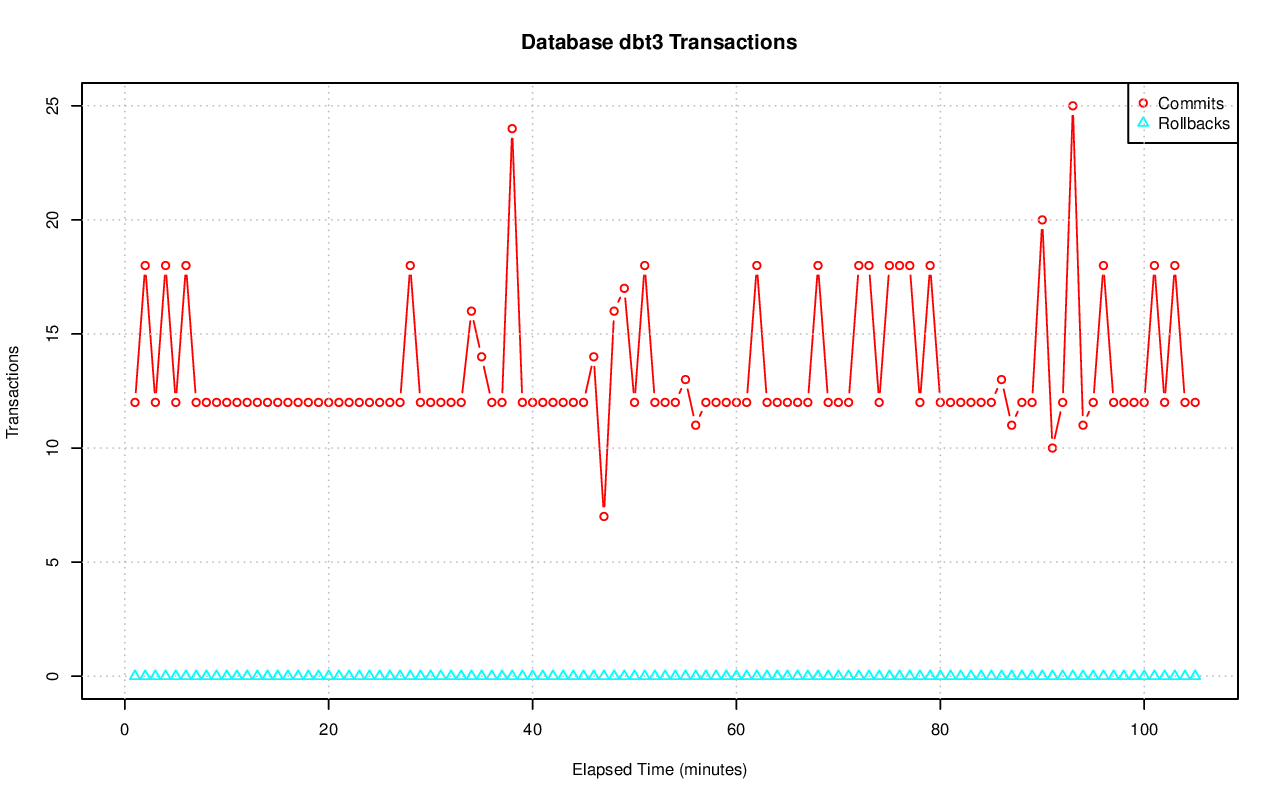 Database dbt3 Transactions
Commits
Rollbacks
25
20
15
10
5
0
Transactions
0 20 40 60 80 100
Elapsed Time (minutes)